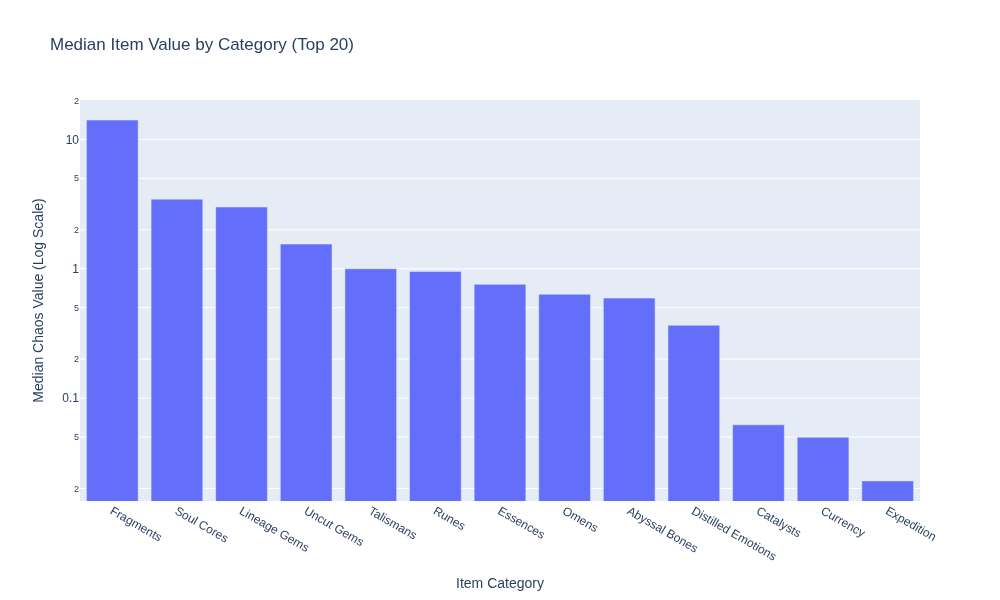 Median Item Value by Category (Top 20)
Median Chaos Value (Log Scale)
2
10
5
2
1
5
2
0.1
5
2
Fragments
Soul Cores
Lineage Gems
Uncut Gems
Talismans
Runes
Essences
Omens
Abyssal Bones
Distilled Emotions
Catalysts
Currency
Expedition
Item Category